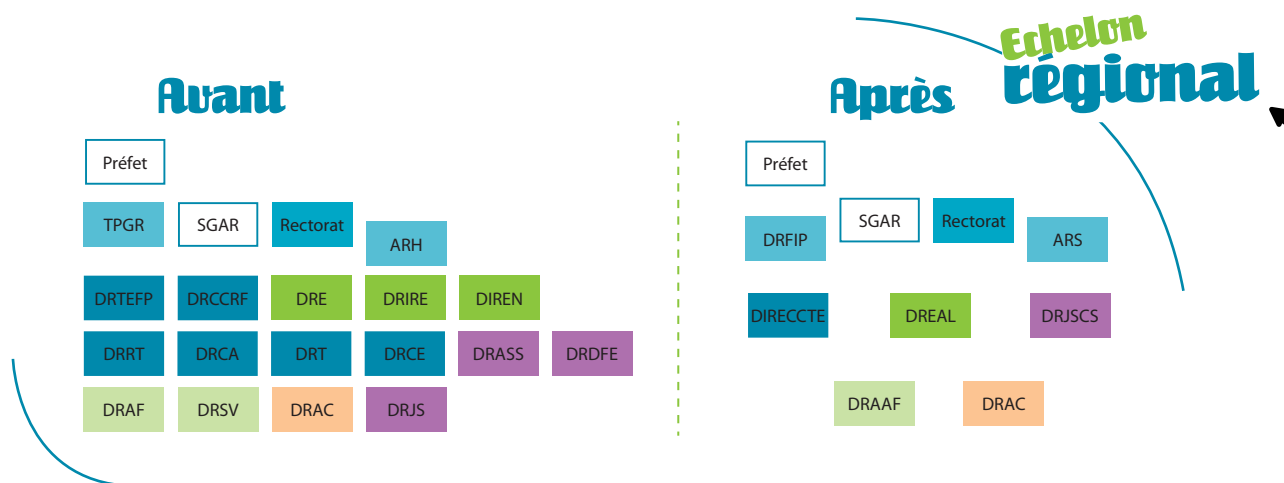 Echelon
régional
Avant
Préfet
TPGR SGAR Rectorat ARH
DRTEFP DRCCRF DRE DRIRE DIREN
DRRT DRCA DRT DRCE DRASS DRDFE
DRAF DRSV DRAC DRJS
Après
Préfet
DRFIP SGAR Rectorat ARS
DIRECCTE DREAL DRJSCS
DRAAF DRAC